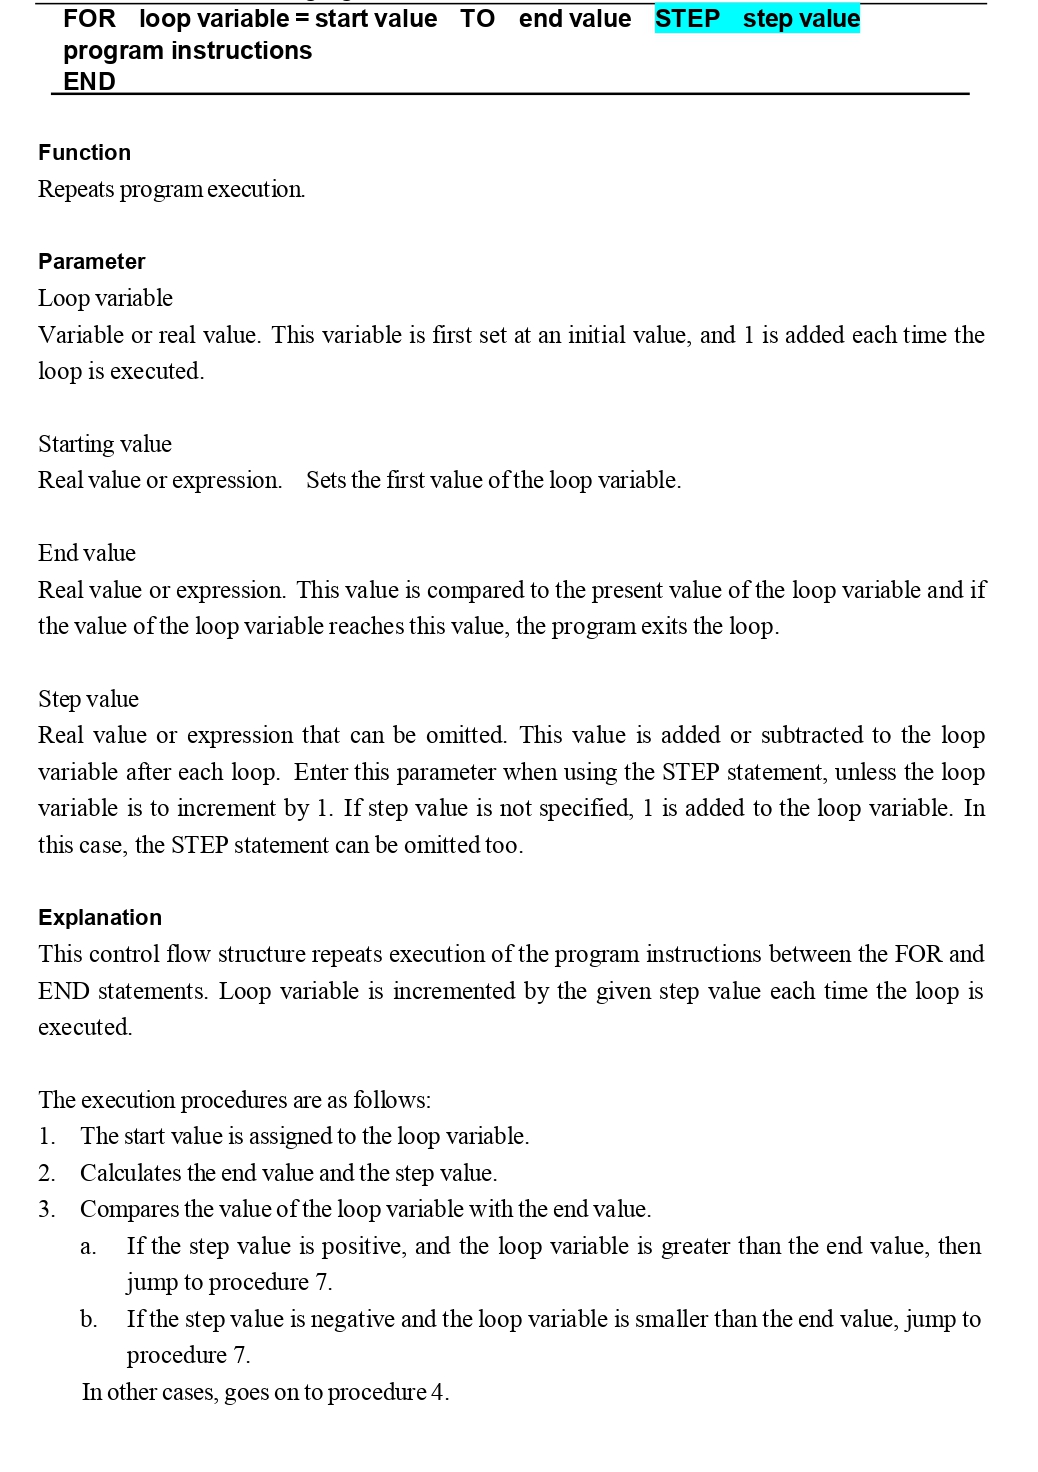 FOR loop variable = start value TO end value STEP step value
program instructions
END
Function
Repeats program execution.
Parameter
Loop variable
Variable or real value. This variable is first set at an initial value, and 1 is added each time the
loop is executed.
Starting value
Real value or expression. Sets the first value of the loop variable.
End value
Real value or expression. This value is compared to the present value of the loop variable and if
the value of the loop variable reaches this value, the program exits the loop.
Step value
Real value or expression that can be omitted. This value is added or subtracted to the loop
variable after each loop. Enter this parameter when using the STEP statement, unless the loop
variable is to increment by 1. If step value is not specified, 1 is added to the loop variable. In
this case, the STEP statement can be omitted too.
Explanation
This control flow structure repeats execution of the program instructions between the FOR and
END statements. Loop variable is incremented by the given step value each time the loop is
executed.
The execution procedures are as follows:
1. The start value is assigned to the loop variable.
2. Calculates the end value and the step value.
3. Compares the value of the loop variable with the end value.
a. If the step value is positive, and the loop variable is greater than the end value, then
jump to procedure 7.
b. If the step value is negative and the loop variable is smaller than the end value, jump to
procedure 7.
In other cases, goes on to procedure 4.